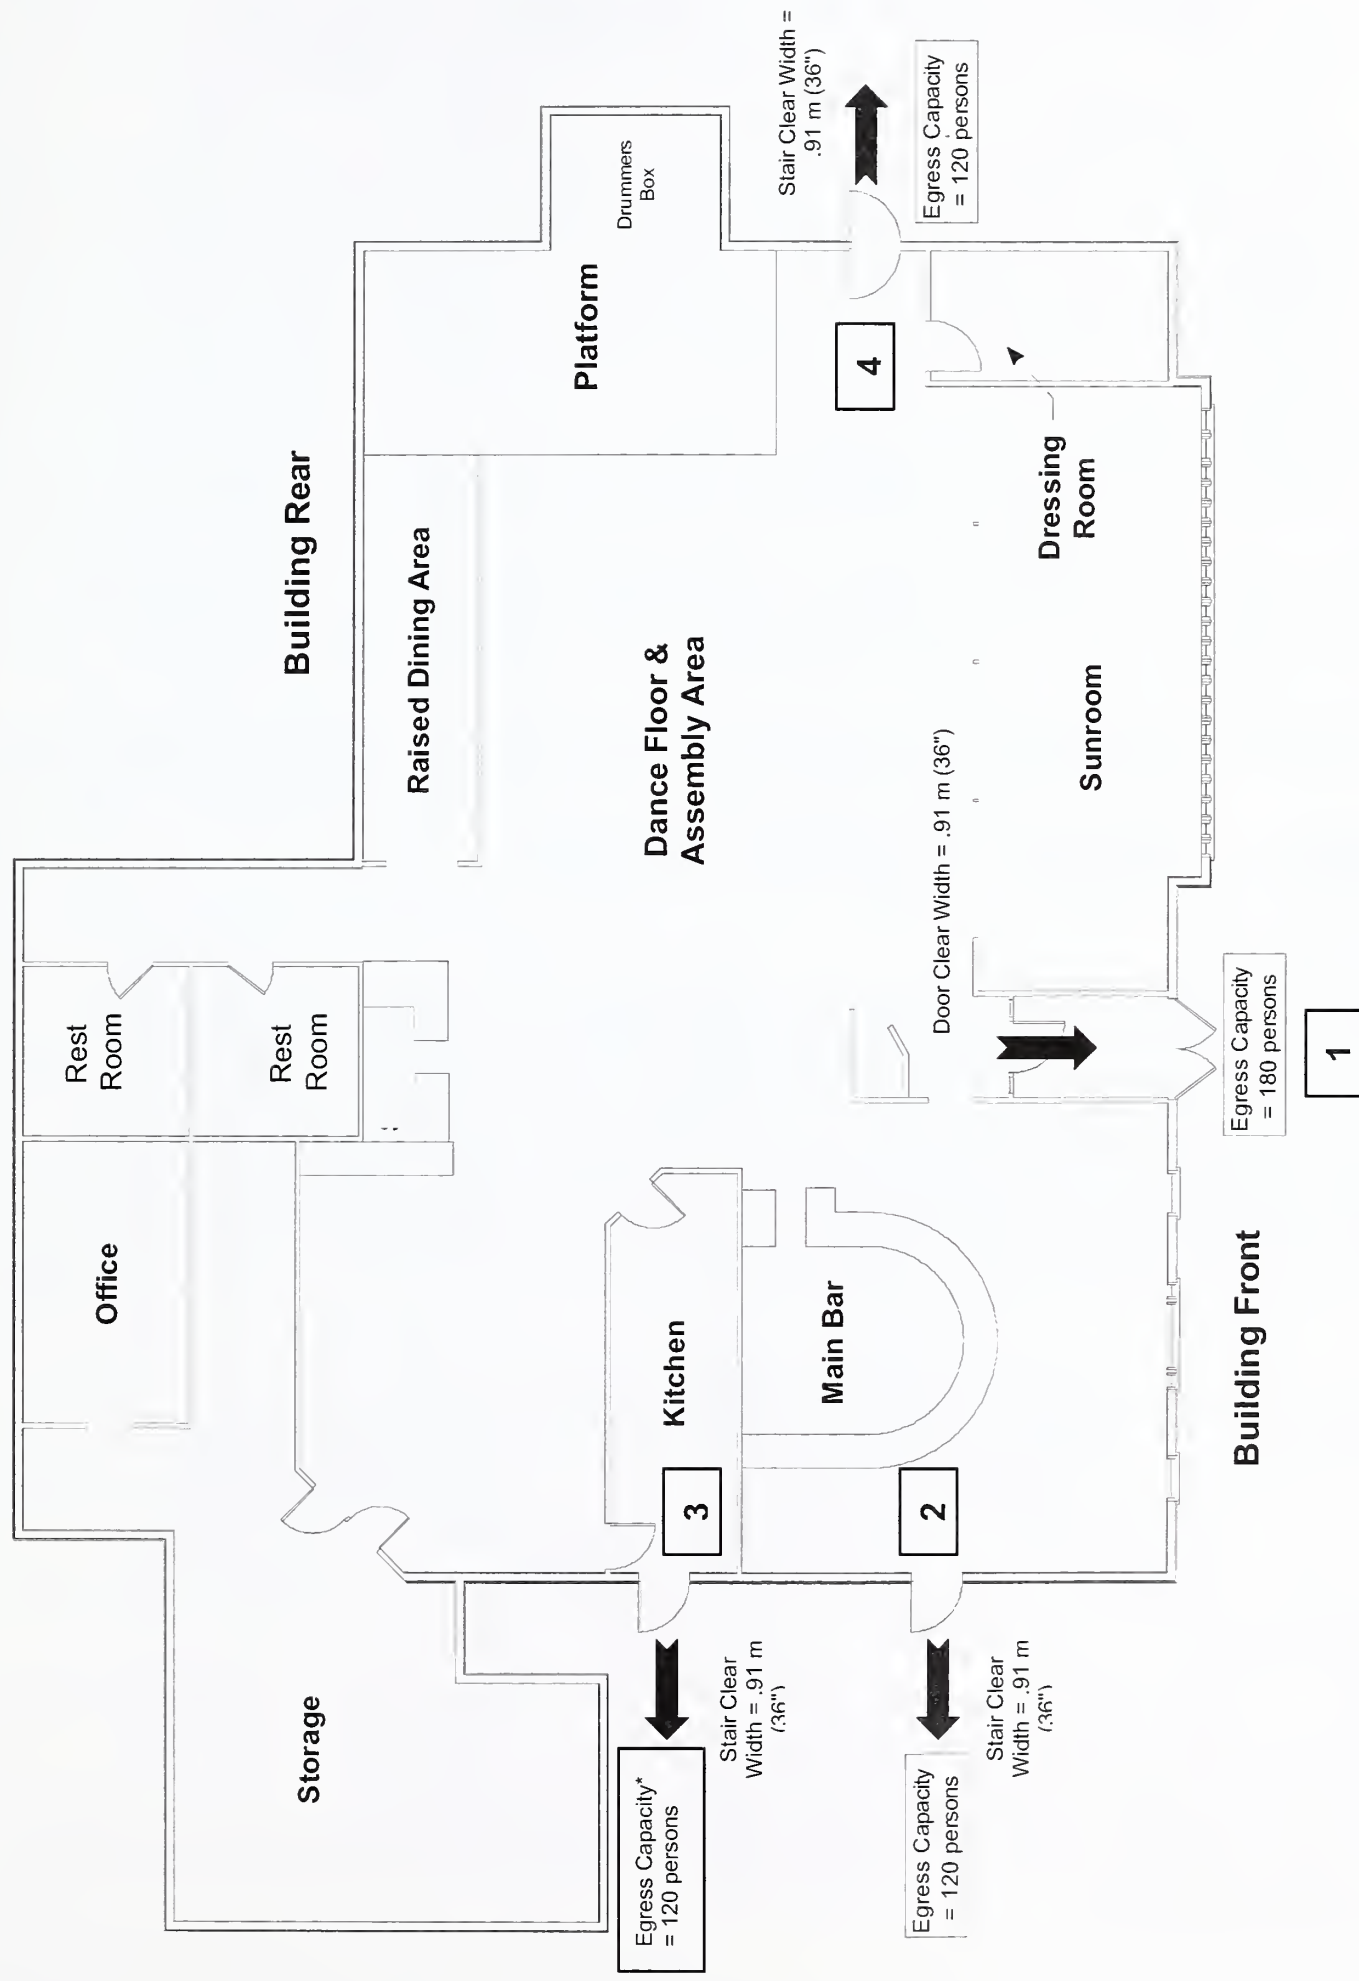 Building Rear
Rest
Room
Rest
Room
Office
Storage
Raised Dining Area
Platform
Drummers
Box
Dance Floor &
Assembly Area
Kitchen
Main Bar
Sunroom
Dressing
Room
Stair Clear Width =
.91 m (36")
Egress Capacity
= 120 persons
4
Door Clear Width = .91 m (36")
Egress Capacity
= 180 persons
1
3
Stair Clear
Width = .91 m
(36")
Egress Capacity*
= 120 persons
2
Stair Clear
Width = .91 m
(36")
Egress Capacity
= 120 persons
Building Front